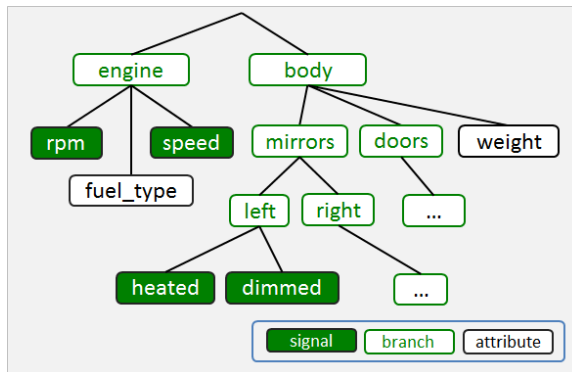 engine body
rpm speed mirrors doors weight
fuel_type
left right ...
heated dimmed ...
signal branch attribute